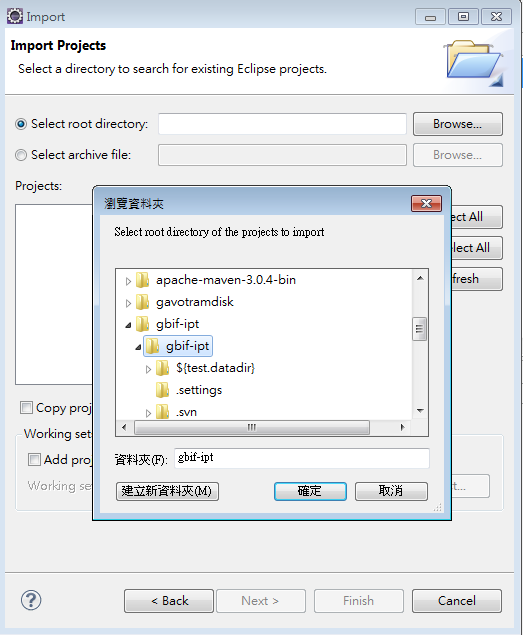 Import
Import Projects
Select a directory to search for existing Eclipse projects.
Select root directory:
Browse...
Select archive file:
Browse...
Projects:
瀏覽資料夾
Select root directory of the projects to import
apache-maven-3.0.4-bin
gavotramdisk
gbif-ipt
gbif-ipt
${test.datadir}
.settings
.svn
資料夾(F):
gbif-ipt
建立新資料夾(M)
確定
取消
ect All
lect All
fresh
Copy proj
Working set
Add proj
Working se
t...
?
< Back
Next >
Finish
Cancel